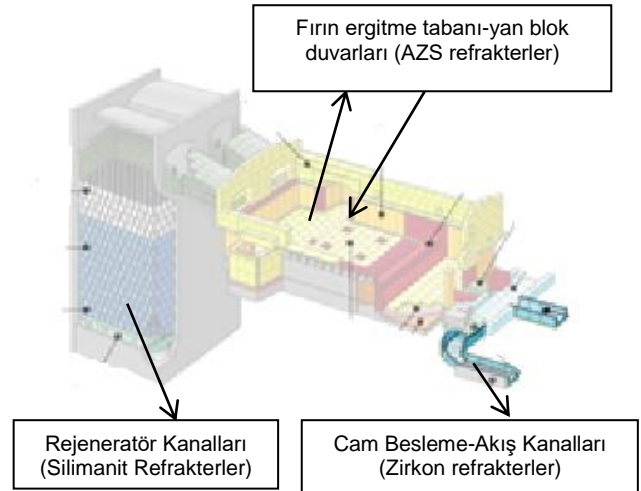 Fırın ergitme tabanı-yan blok
duvarları (AZS refrakterler)
Rejeneratör Kanalları
(Silimanit Refrakterler)
Cam Besleme-Akış Kanalları
(Zirkon refrakterler)